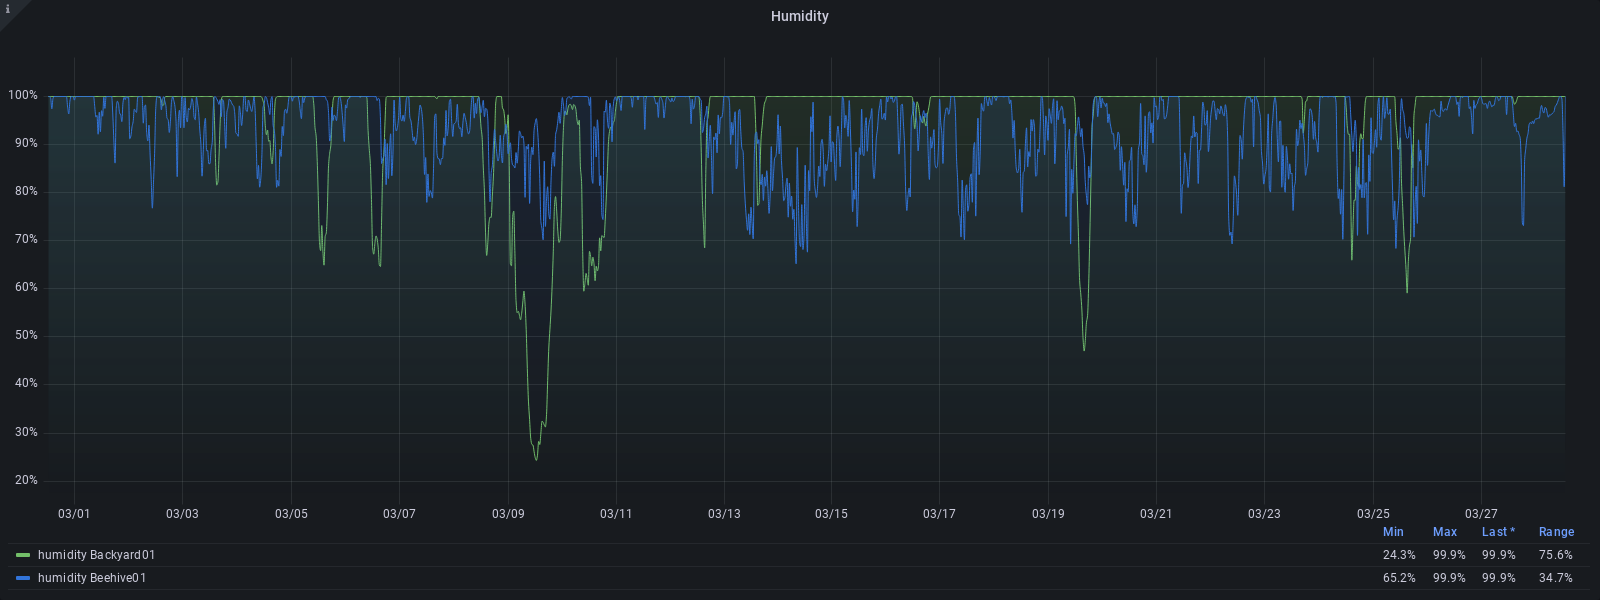 i
Humidity
100%
90%
80%
70%
60%
50%
40%
30%
20%
03/01 03/03 03/05 03/07 03/09 03/11 03/13 03/15 03/17 03/19 03/21 03/23 03/25 03/27
Min Max Last * Range
humidity Backyard01 24.3% 99.9% 99.9% 75.6%
humidity Beehive01 65.2% 99.9% 99.9% 34.7%